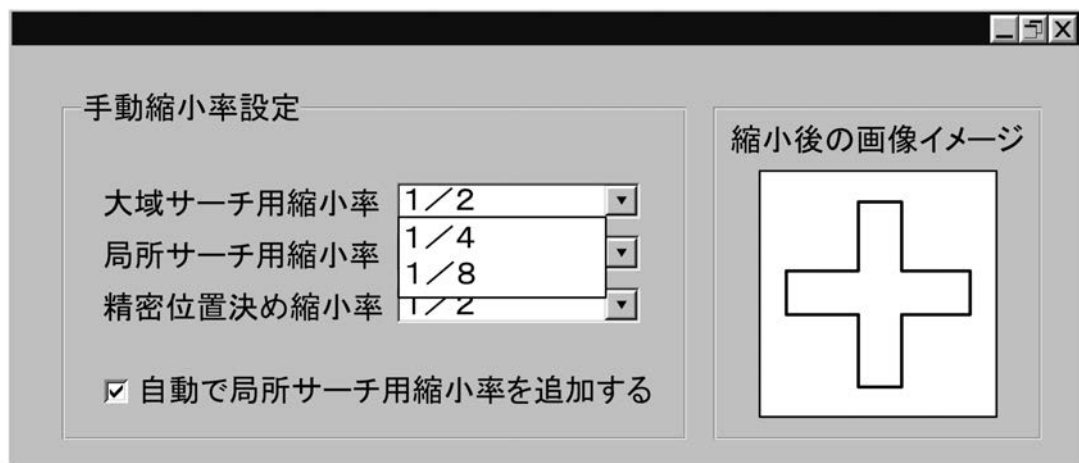 手動縮小率設定
大域サーチ用縮小率 1／2
1／4
局所サーチ用縮小率
1／8
精密位置決め縮小率 1／2
自動で局所サーチ用縮小率を追加する
縮小後の画像イメージ